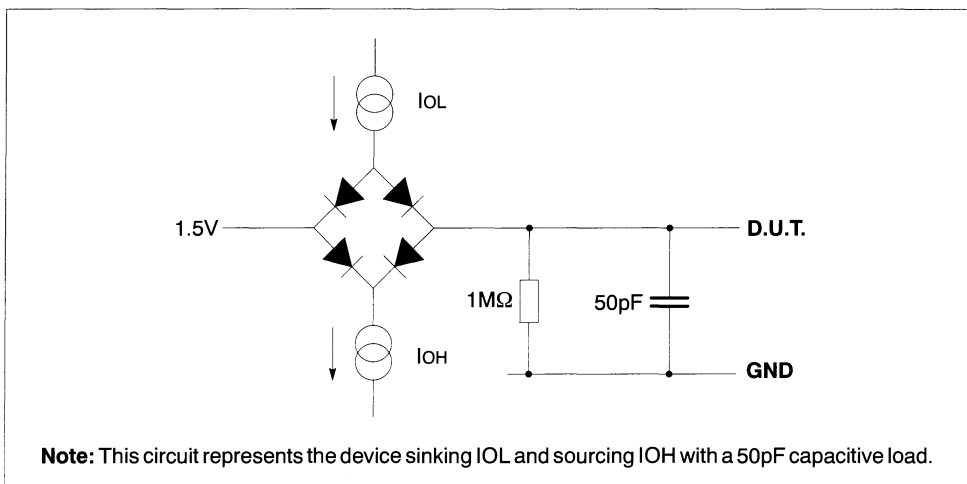 IOL
1.5V
D.U.T.
1MΩ
50pF
IOH
GND
Note: This circuit represents the device sinking IOL and sourcing IOH with a 50pF capacitive load.